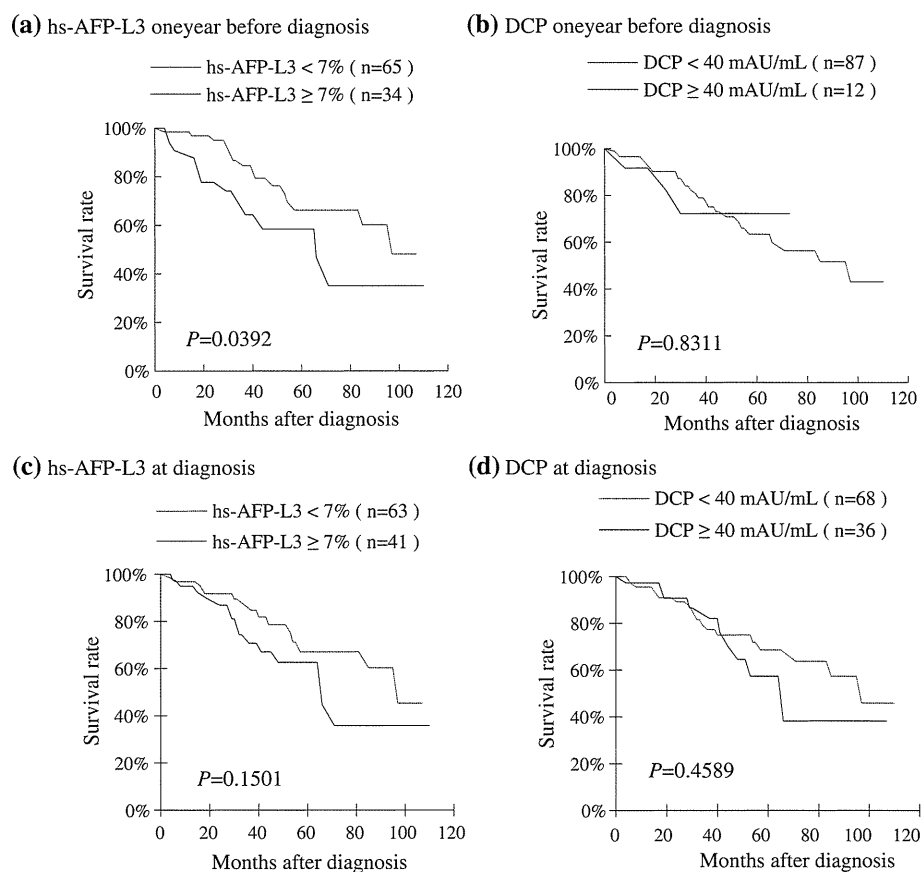 (a) hs-AFP-L3 oneyear before diagnosis
hs-AFP-L3 < 7% ( n=65)
hs-AFP-L3 ≥ 7% ( n=34)
100%
80%
60%
40%
20%
0%
Survival rate
P=0.0392
0 20 40 60 80 100 120
Months after diagnosis
(b) DCP oneyear before diagnosis
DCP < 40 mAU/mL ( n=87)
DCP ≥ 40 mAU/mL ( n=12)
100%
80%
60%
40%
20%
0%
Survival rate
P=0.8311
0 20 40 60 80 100 120
Months after diagnosis
(c) hs-AFP-L3 at diagnosis
hs-AFP-L3 < 7% ( n=63)
hs-AFP-L3 ≥ 7% ( n=41)
100%
80%
60%
40%
20%
0%
Survival rate
P=0.1501
0 20 40 60 80 100 120
Months after diagnosis
(d) DCP at diagnosis
DCP < 40 mAU/mL ( n=68)
DCP ≥ 40 mAU/mL ( n=36)
100%
80%
60%
40%
20%
0%
Survival rate
P=0.4589
0 20 40 60 80 100 120
Months after diagnosis